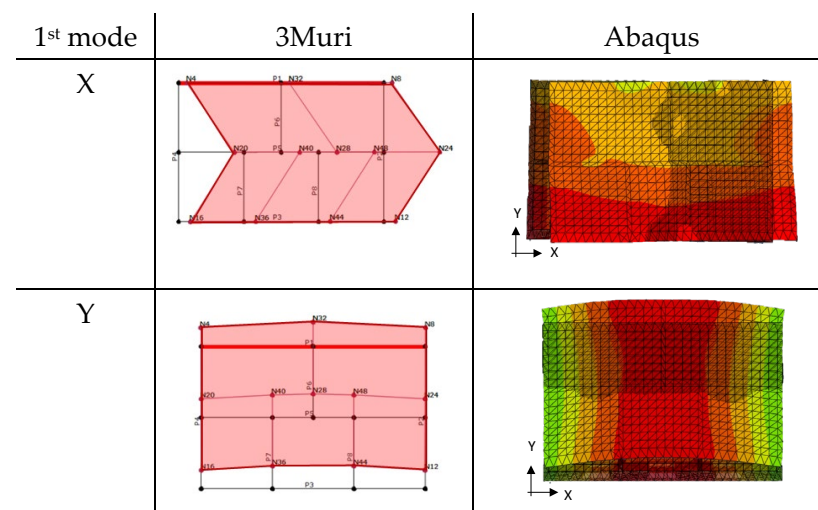 1st mode 3Muri Abaqus
X
N4 P1 N32 N8
P6
N20 P5 N40 N28 N48 N24
P4
P7 P8
N16 N36 P3 N44 N12
Y
X
Y
N4 N32 N8
P1
P6
N20 N40 N28 N48 N24
P4 P5
P7 P8
N16 N36 N44 N12
P3
Y
X